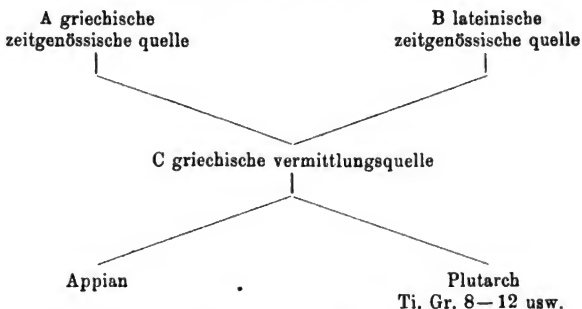 A griechische
zeitgenössische quelle
B lateinische
zeitgenössische quelle
C griechische vermittlungsquelle
Appian
Plutarch
Ti. Gr. 8—12 usw.